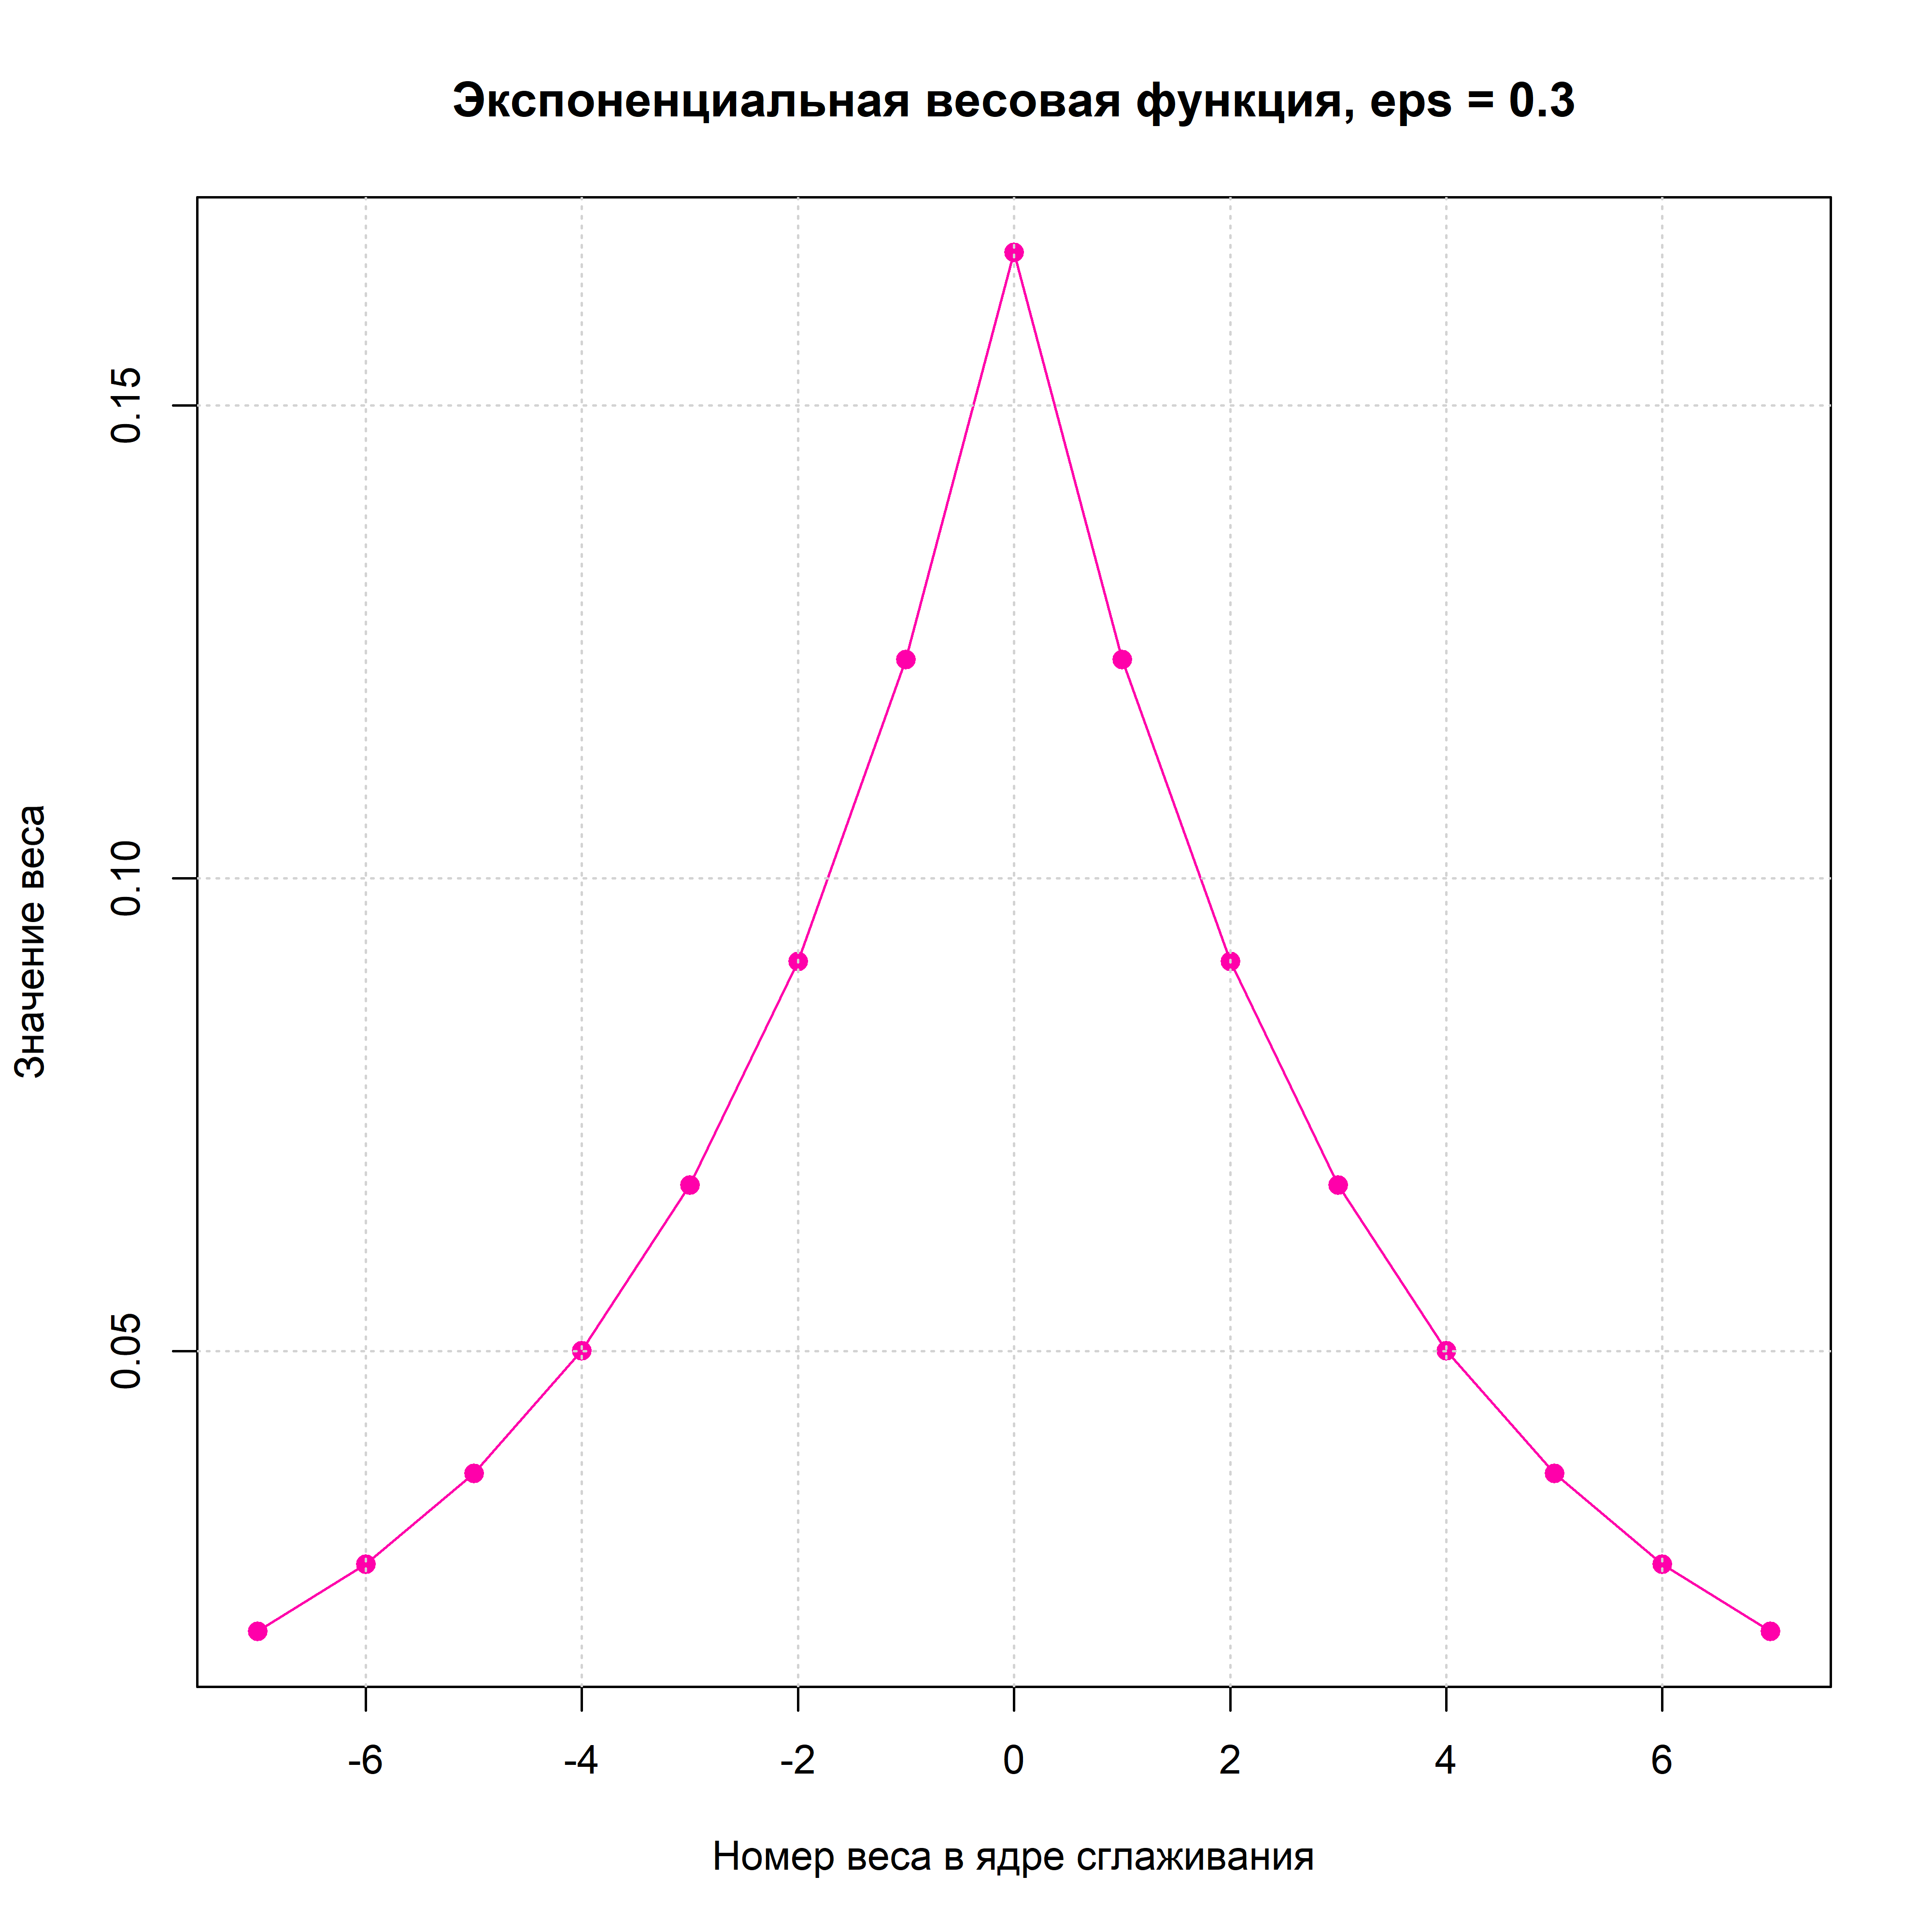 Экспоненциальная весовая функция, eps = 0.3
Значение веса
0.15
0.10
0.05
-6 -4 -2 0 2 4 6
Номер веса в ядре сглаживания